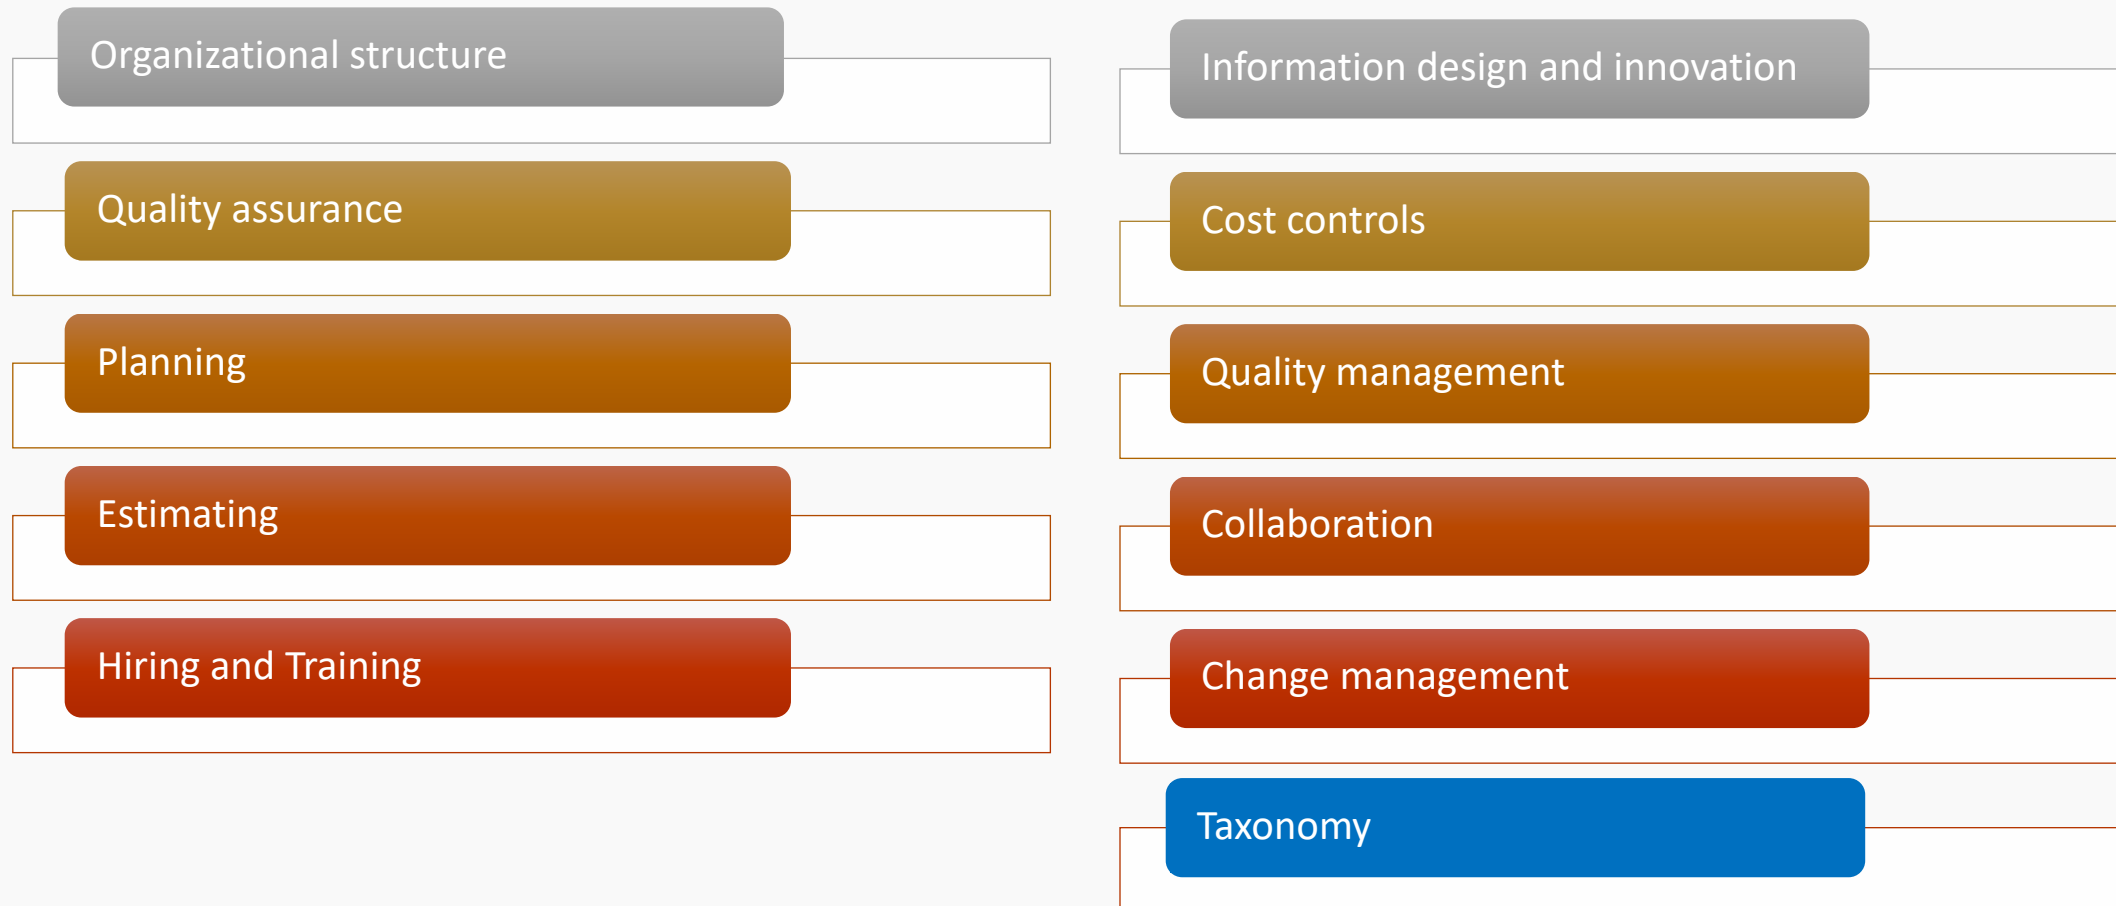 Organizational structure
Quality assurance
Planning
Estimating
Hiring and Training
Information design and innovation
Cost controls
Quality management
Collaboration
Change management
Taxonomy